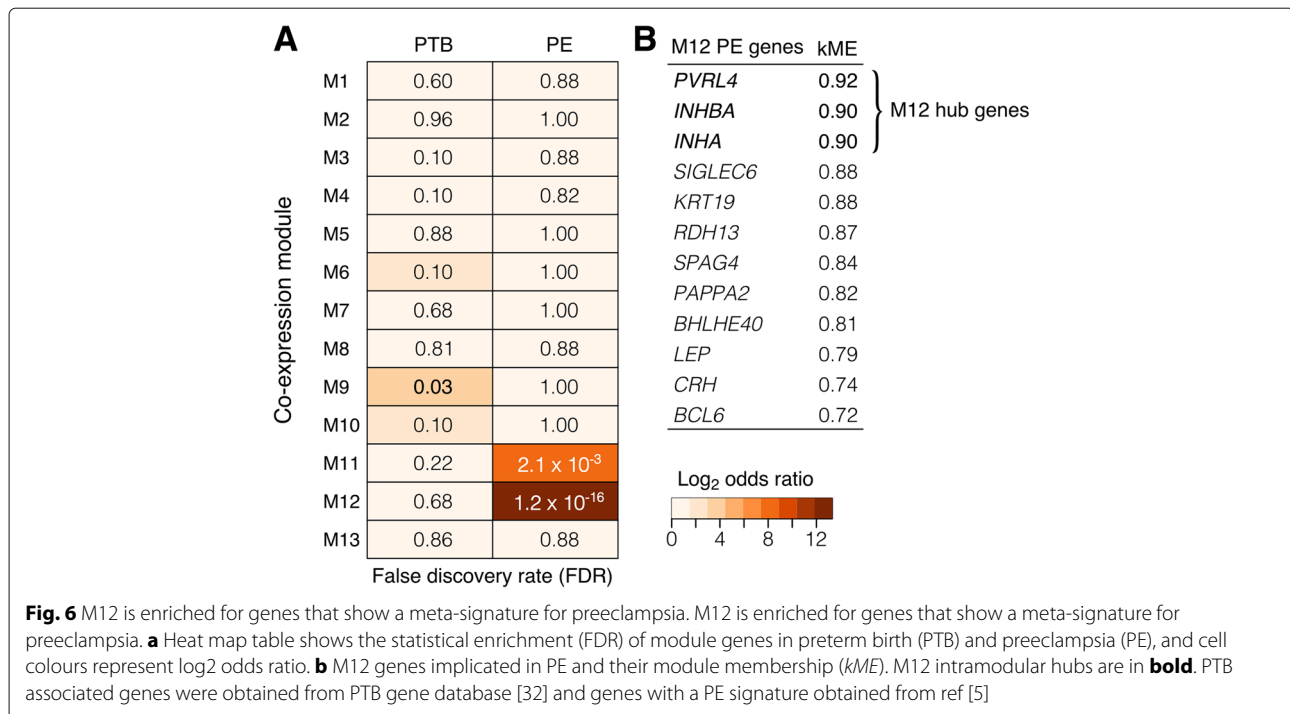 A
PTB PE
M1 0.60 0.88
M2 0.96 1.00
M3 0.10 0.88
M4 0.10 0.82
M5 0.88 1.00
M6 0.10 1.00
M7 0.68 1.00
M8 0.81 0.88
M9 0.03 1.00
M10 0.10 1.00
M11 0.22 2.1 x 10⁻³
M12 0.68 1.2 x 10⁻¹⁶
M13 0.86 0.88
Co-expression module
False discovery rate (FDR)
B
M12 PE genes kME
PVRL4 0.92
INHBA 0.90
INHA 0.90
M12 hub genes
SIGLEC6 0.88
KRT19 0.88
RDH13 0.87
SPAG4 0.84
PAPPA2 0.82
BHLHE40 0.81
LEP 0.79
CRH 0.74
BCL6 0.72
Log₂ odds ratio
0 4 8 12
Fig. 6 M12 is enriched for genes that show a meta-signature for preeclampsia. M12 is enriched for genes that show a meta-signature for
preeclampsia. a Heat map table shows the statistical enrichment (FDR) of module genes in preterm birth (PTB) and preeclampsia (PE), and cell
colours represent log2 odds ratio. b M12 genes implicated in PE and their module membership (kME). M12 intramodular hubs are in bold. PTB
associated genes were obtained from PTB gene database [32] and genes with a PE signature obtained from ref [5]